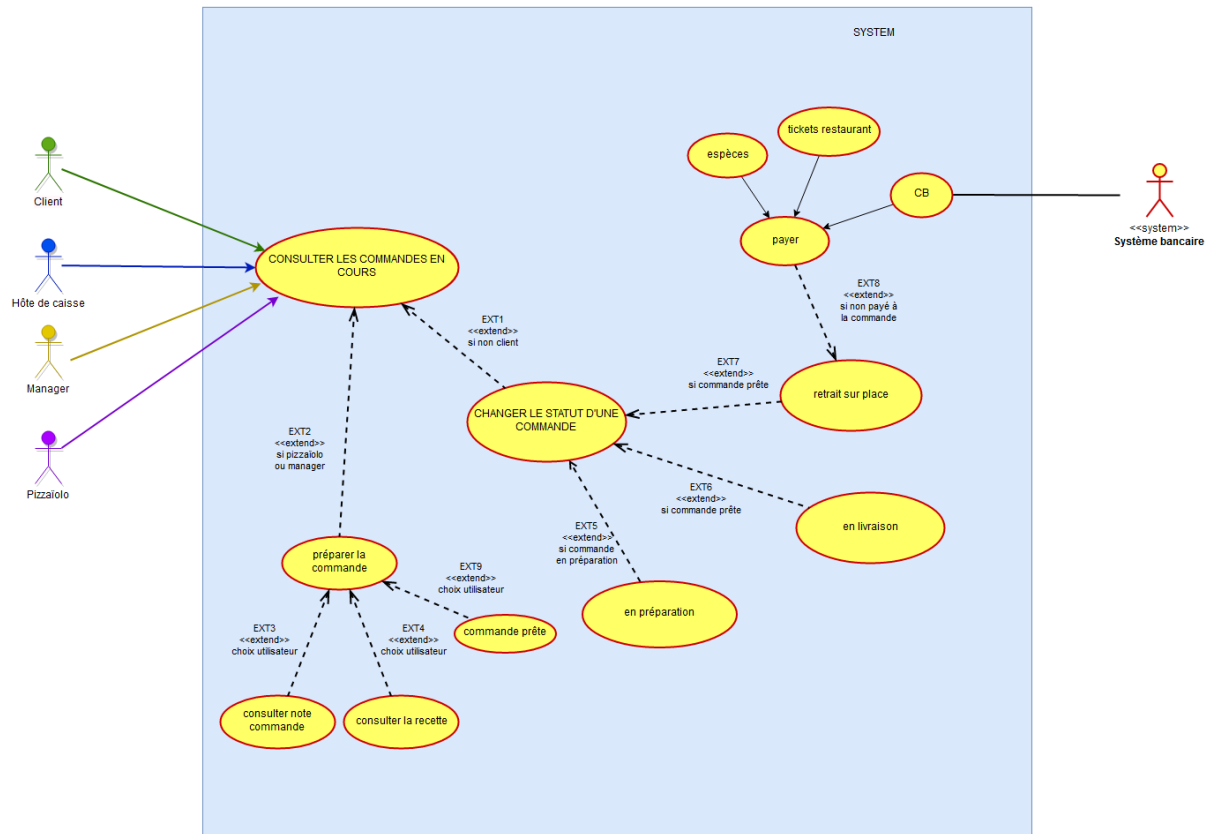 SYSTEM
tickets restaurant
espèces
CB
Client
<<system>>
Système bancaire
payer
CONSULTER LES COMMANDES EN
COURS
Hôte de caisse
EXT8
<<extend>>
si non payé à
la commande
EXT1
<<extend>>
si non client
Manager
EXT7
<<extend>>
si commande prête
retrait sur place
CHANGER LE STATUT D'UNE
COMMANDE
EXT2
<<extend>>
si pizzaïolo
ou manager
Pizzaïolo
EXT6
<<extend>>
si commande prête
en livraison
EXT5
<<extend>>
si commande
en préparation
préparer la
commande
EXT9
<<extend>>
choix utilisateur
en préparation
commande prête
EXT3
<<extend>>
choix utilisateur
EXT4
<<extend>>
choix utilisateur
consulter note
commande
consulter la recette